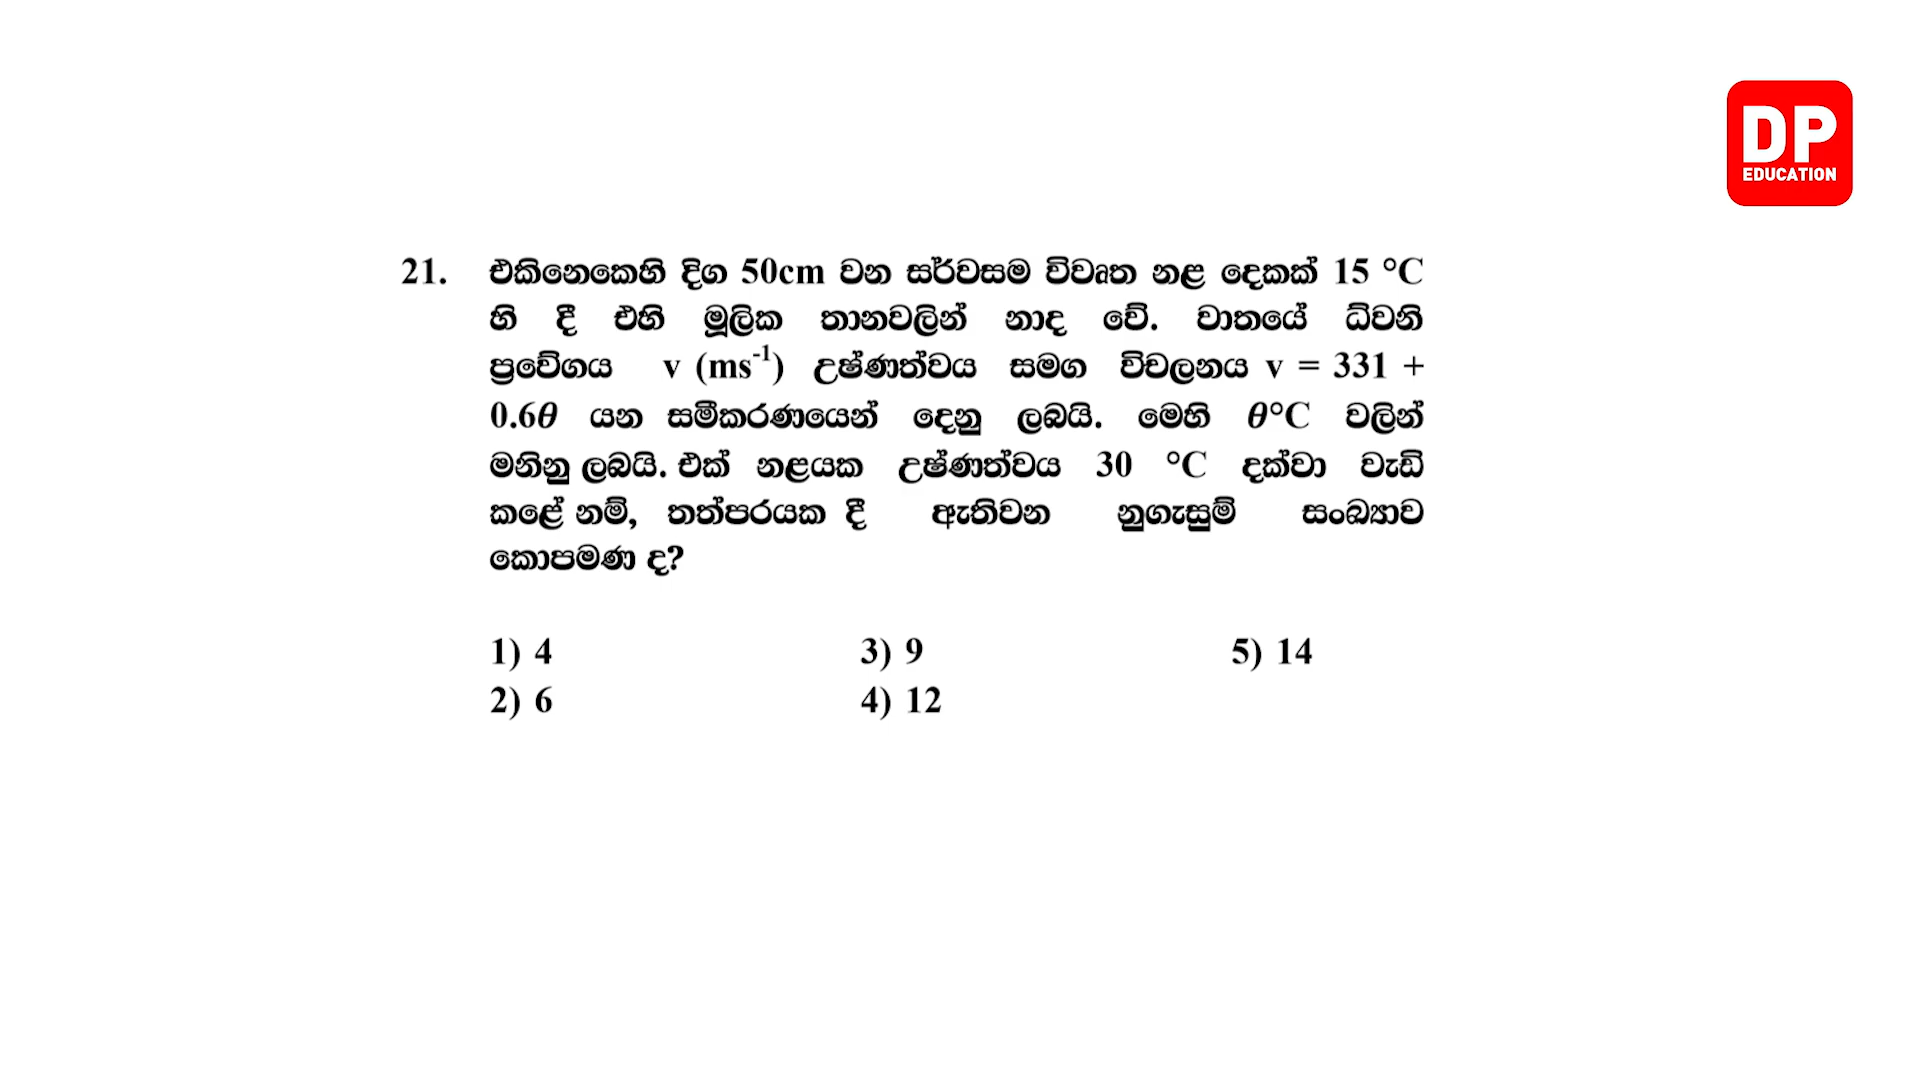 DP
EDUCATION
21. එකිනෙකෙහි දිග 50cm වන සර්වසම විවෘත නළ දෙකක් 15 °C
හි දී එහි මූලික තානවලින් නාද වේ. වාතයේ ධ්වනි
ප්‍රවේගය v (ms⁻¹) උෂ්ණත්වය සමග විචලනය v = 331 +
0.6θ යන සමීකරණයෙන් දෙනු ලබයි. මෙහි θ°C වලින්
මනිනු ලබයි. එක් නළයක උෂ්ණත්වය 30 °C දක්වා වැඩි
කළේ නම්, තත්පරයක දී ඇතිවන නුගැසුම් සංඛ්‍යාව
කොපමණ ද?
1) 4 3) 9 5) 14
2) 6 4) 12